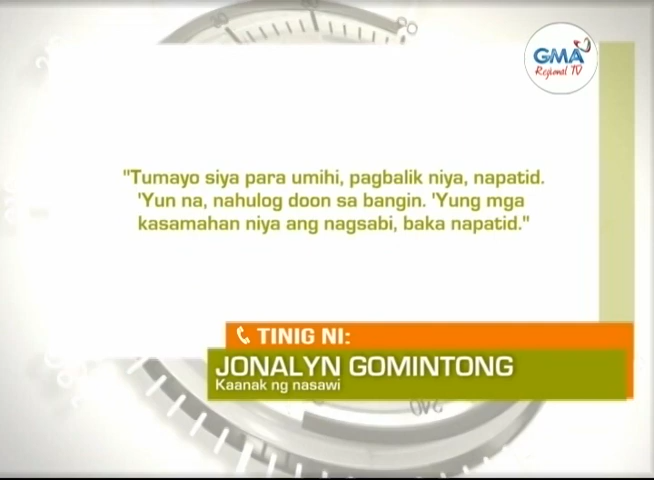 GMA
Regional TV
"Tumayo siya para umihi, pagbalik niya, napatid.
'Yun na, nahulog doon sa bangin. 'Yung mga
kasamahan niya ang nagsabi, baka napatid."
TINIG NI:
JONALYN GOMINTONG
Kaanak ng nasawi
240